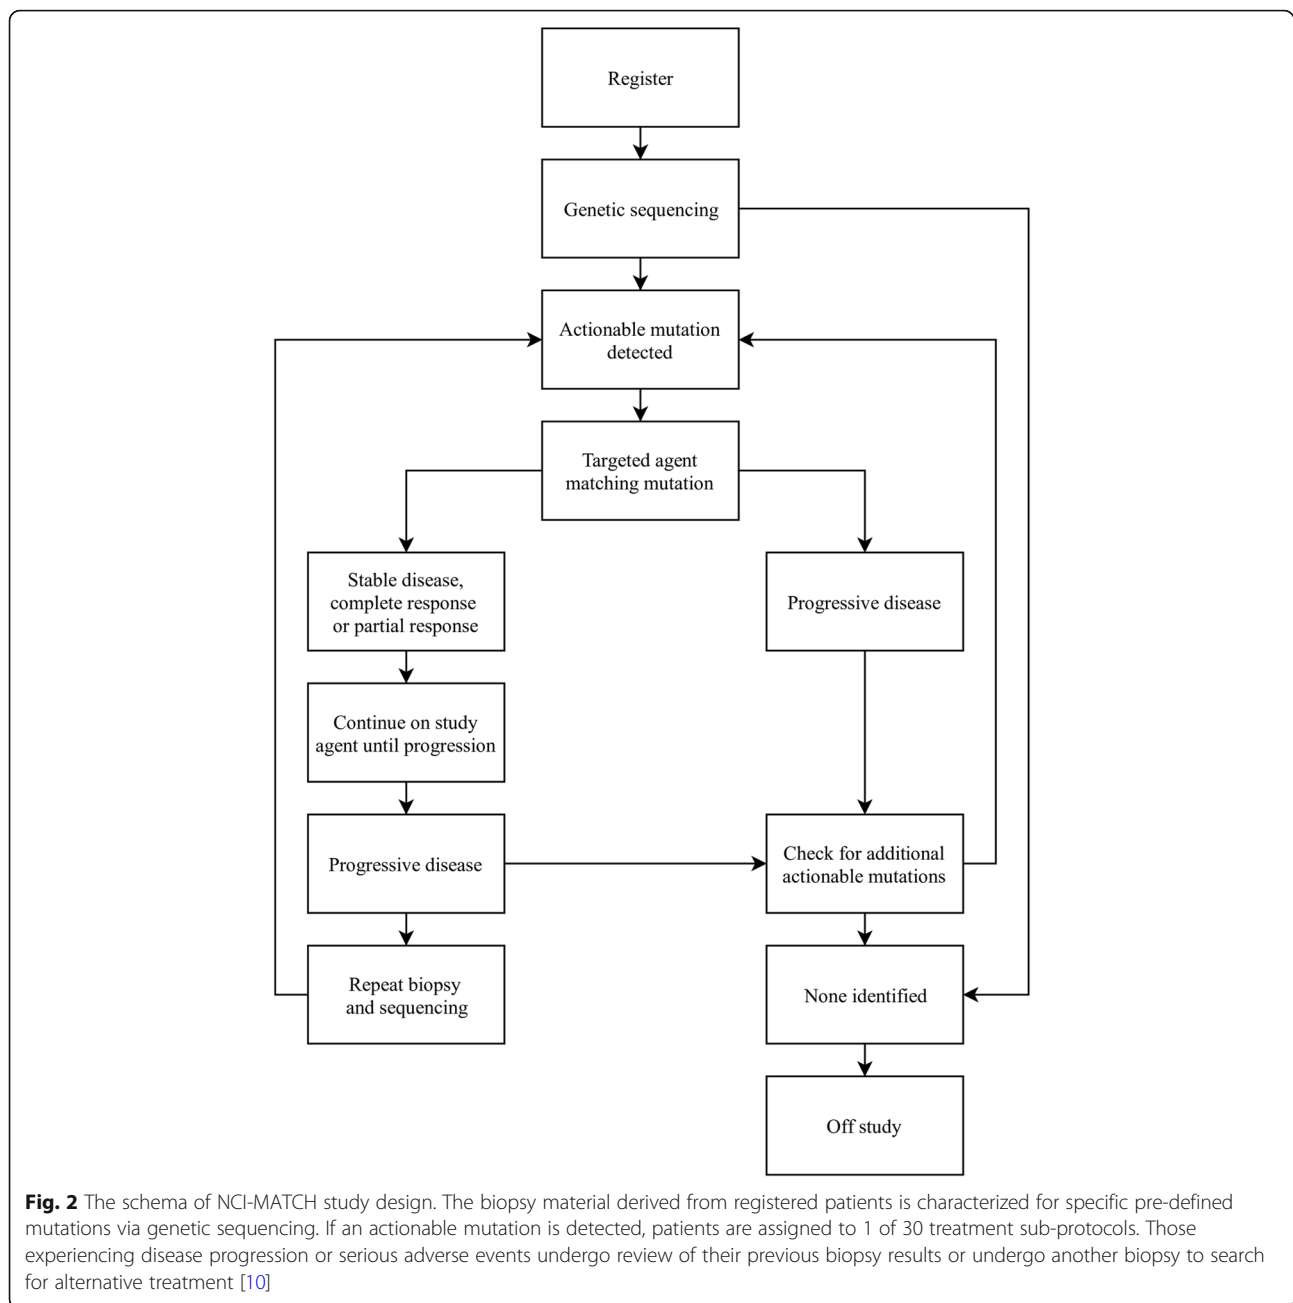 Register
Genetic sequencing
Actionable mutation
detected
Targeted agent
matching mutation
Stable disease,
complete response
or partial response
Progressive disease
Continue on study
agent until progression
Progressive disease
Check for additional
actionable mutations
Repeat biopsy
and sequencing
None identified
Off study
Fig. 2 The schema of NCI-MATCH study design. The biopsy material derived from registered patients is characterized for specific pre-defined
mutations via genetic sequencing. If an actionable mutation is detected, patients are assigned to 1 of 30 treatment sub-protocols. Those
experiencing disease progression or serious adverse events undergo review of their previous biopsy results or undergo another biopsy to search
for alternative treatment [10]